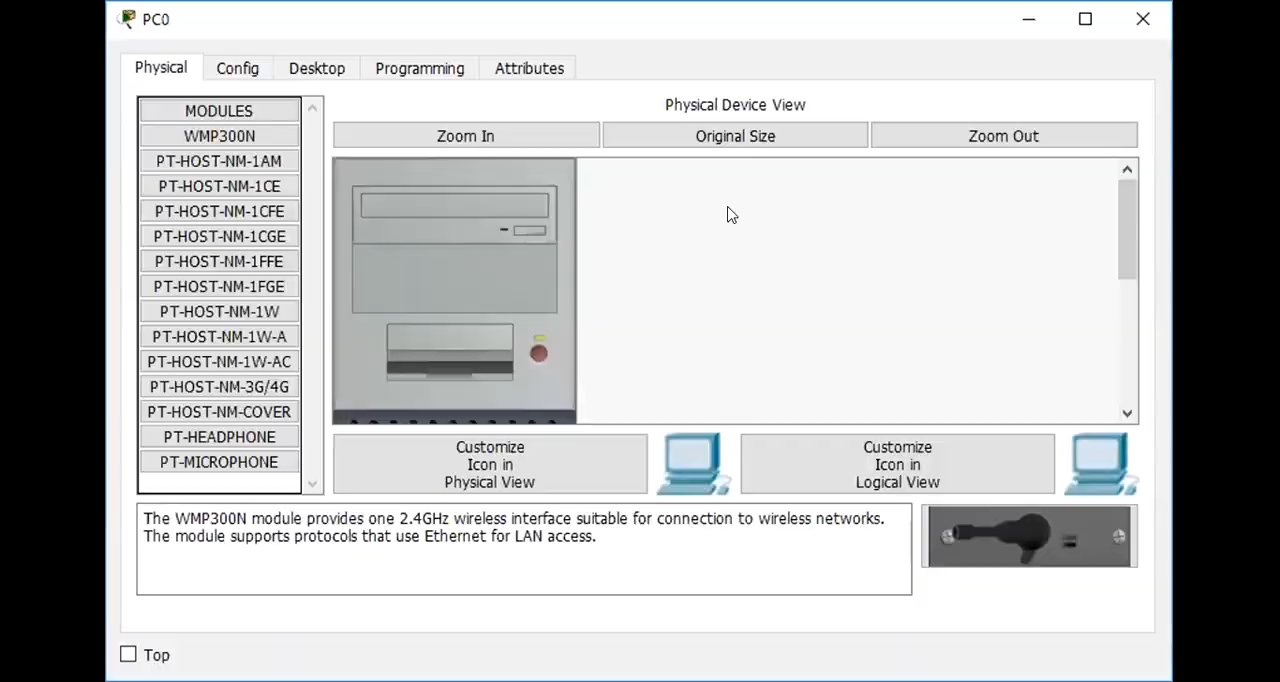 PC0
Physical
Config
Desktop
Programming
Attributes
MODULES
WMP300N
PT-HOST-NM-1AM
PT-HOST-NM-1CE
PT-HOST-NM-1CFE
PT-HOST-NM-1CGE
PT-HOST-NM-1FFE
PT-HOST-NM-1FGE
PT-HOST-NM-1W
PT-HOST-NM-1W-A
PT-HOST-NM-1W-AC
PT-HOST-NM-3G/4G
PT-HOST-NM-COVER
PT-HEADPHONE
PT-MICROPHONE
Physical Device View
Zoom In
Original Size
Zoom Out
Customize
Icon in
Physical View
Customize
Icon in
Logical View
The WMP300N module provides one 2.4GHz wireless interface suitable for connection to wireless networks.
The module supports protocols that use Ethernet for LAN access.
Top